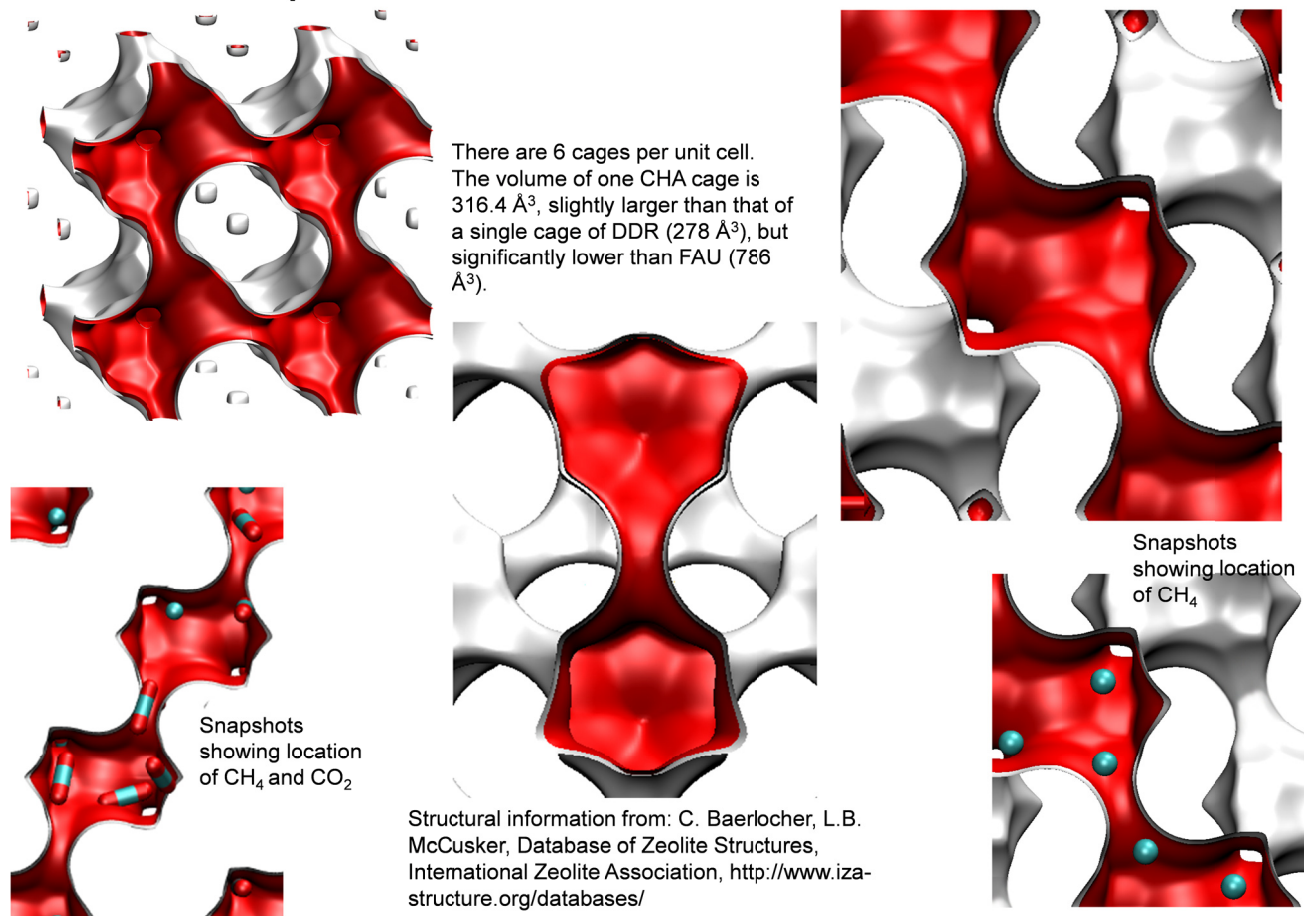 There are 6 cages per unit cell.
The volume of one CHA cage is
316.4 Å³, slightly larger than that of
a single cage of DDR (278 Å³), but
significantly lower than FAU (786
Å³).
Snapshots
showing location
of CH₄
Snapshots
showing location
of CH₄ and CO₂
Structural information from: C. Baerlocher, L.B.
McCusker, Database of Zeolite Structures,
International Zeolite Association, http://www.iza-
structure.org/databases/